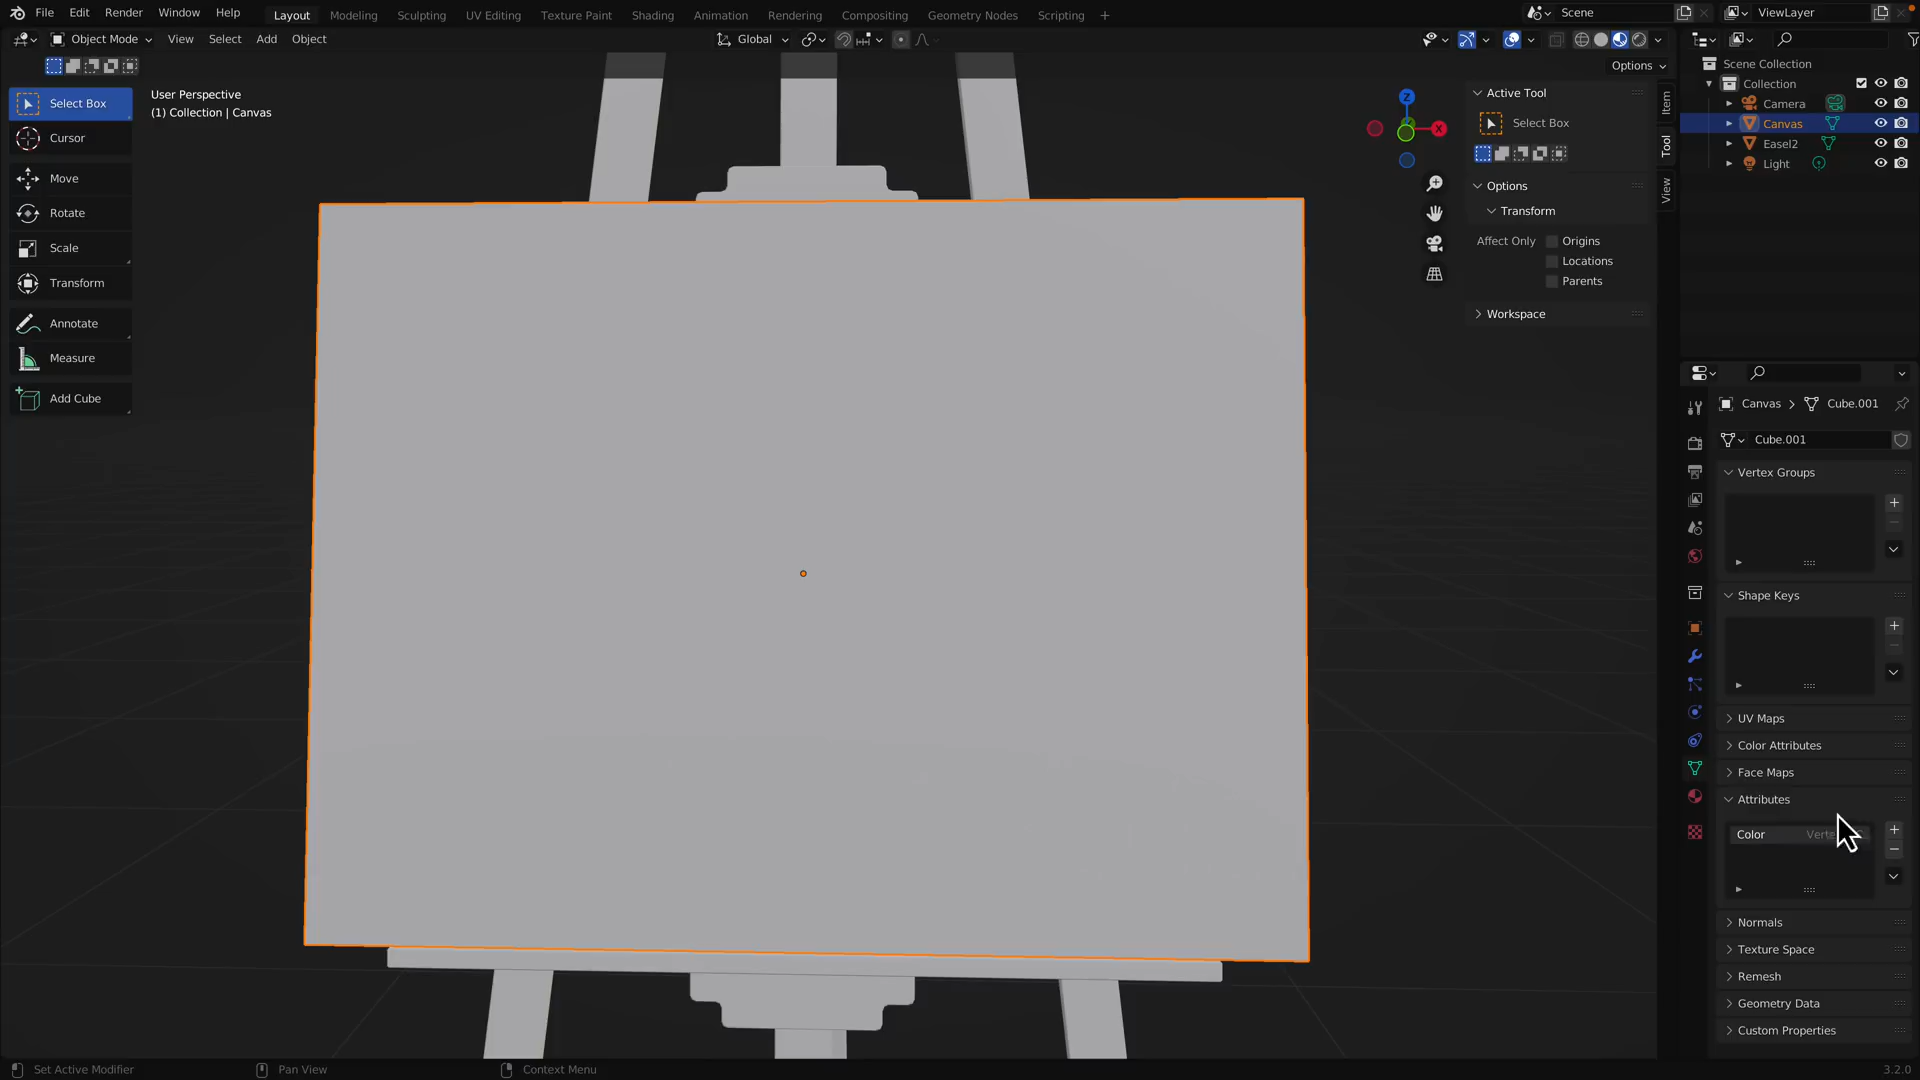 File Edit Render Window Help
Layout Modeling Sculpting UV Editing Texture Paint Shading Animation Rendering Compositing Geometry Nodes Scripting +
Scene
ViewLayer
Object Mode View Select Add Object
Global
Options
Select Box
Cursor
Move
Rotate
Scale
Transform
Annotate
Measure
Add Cube
User Perspective
(1) Collection | Canvas
Z
X
Active Tool
Select Box
Options
Transform
Affect Only Origins
Locations
Parents
Workspace
Item
Tool
View
Scene Collection
Collection
Camera
Canvas
Easel2
Light
Canvas > Cube.001
Cube.001
Vertex Groups
Shape Keys
UV Maps
Color Attributes
Face Maps
Attributes
Color
Normals
Texture Space
Remesh
Geometry Data
Custom Properties
Set Active Modifier
Pan View
Context Menu
3.2.0